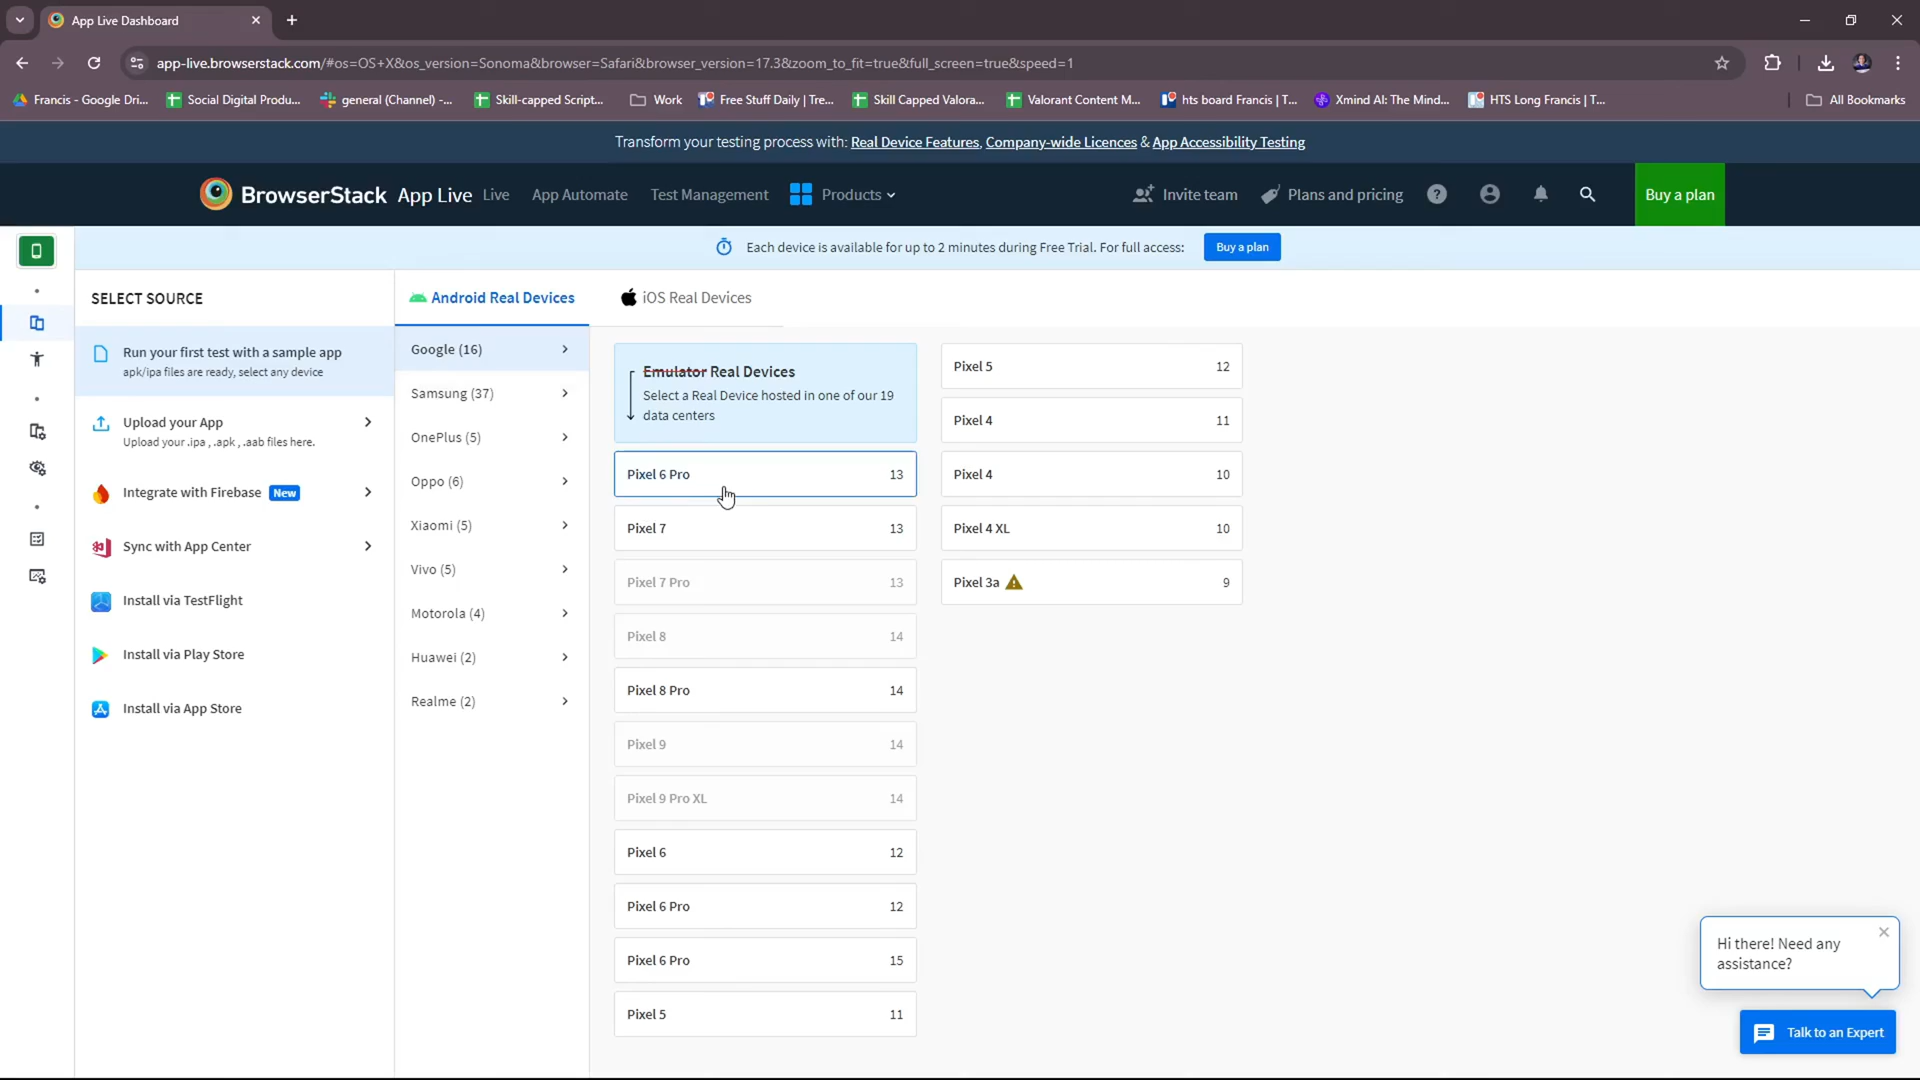 App Live Dashboard
app-live.browserstack.com/#os=OS+X&os_version=Sonoma&browser=Safari&browser_version=17.3&zoom_to_fit=true&full_screen=true&speed=1
Francis - Google Dri...
Social Digital Produ...
general (Channel) -...
Skill-capped Script...
Work
Free Stuff Daily | Tre...
Skill Capped Valora...
Valorant Content M...
hts board Francis | T...
Xmind AI: The Mind...
HTS Long Francis | T...
All Bookmarks
Transform your testing process with: Real Device Features, Company-wide Licences & App Accessibility Testing
BrowserStack App Live
Live
App Automate
Test Management
Products
Invite team
Plans and pricing
Buy a plan
Each device is available for up to 2 minutes during Free Trial. For full access:
Buy a plan
SELECT SOURCE
Run your first test with a sample app
apk/ipa files are ready, select any device
Upload your App
Upload your .ipa , .apk , .aab files here.
Integrate with Firebase New
Sync with App Center
Install via TestFlight
Install via Play Store
Install via App Store
Android Real Devices
iOS Real Devices
Google (16)
Samsung (37)
OnePlus (5)
Oppo (6)
Xiaomi (5)
Vivo (5)
Motorola (4)
Huawei (2)
Realme (2)
Emulator Real Devices
Select a Real Device hosted in one of our 19
data centers
Pixel 6 Pro 13
Pixel 7 13
Pixel 7 Pro 13
Pixel 8 14
Pixel 8 Pro 14
Pixel 9 14
Pixel 9 Pro XL 14
Pixel 6 12
Pixel 6 Pro 12
Pixel 6 Pro 15
Pixel 5 11
Pixel 5 12
Pixel 4 11
Pixel 4 10
Pixel 4 XL 10
Pixel 3a 9
Hi there! Need any
assistance?
Talk to an Expert